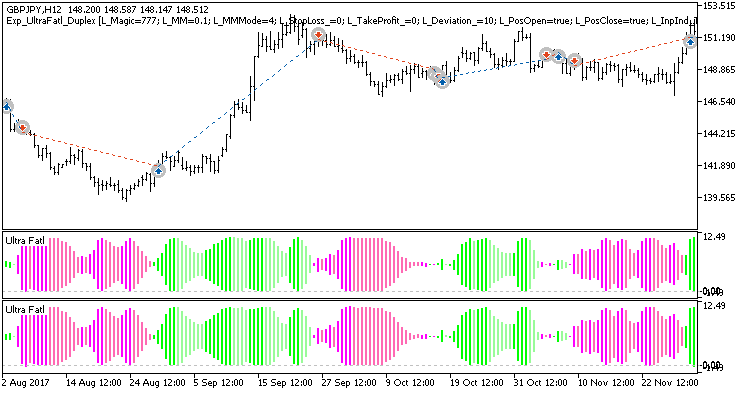 GBPJPY,H12 148.200 148.587 148.147 148.512
Exp_UltraFatl_Duplex [L_Magic=777; L_MM=0.1; L_MMMode=4; L_StopLoss_=0; L_TakeProfit_=0; L_Deviation_=10; L_PosOpen=true; L_PosClose=true; L_InpInd_T
153.515
151.190
148.865
146.540
144.215
141.890
139.565
Ultra Fatl
12.49
0.00
Ultra Fatl
12.49
0.00
2 Aug 2017 14 Aug 12:00 24 Aug 12:00 5 Sep 12:00 15 Sep 12:00 27 Sep 12:00 9 Oct 12:00 19 Oct 12:00 31 Oct 12:00 10 Nov 12:00 22 Nov 12:00